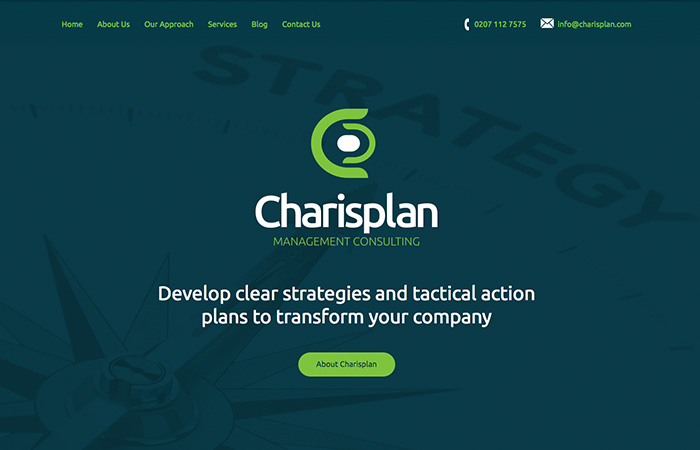 Home About Us Our Approach Services Blog Contact Us 0207 112 7575 info@charisplan.com
STRATEGY
Charisplan
MANAGEMENT CONSULTING
Develop clear strategies and tactical action
plans to transform your company
About Charisplan